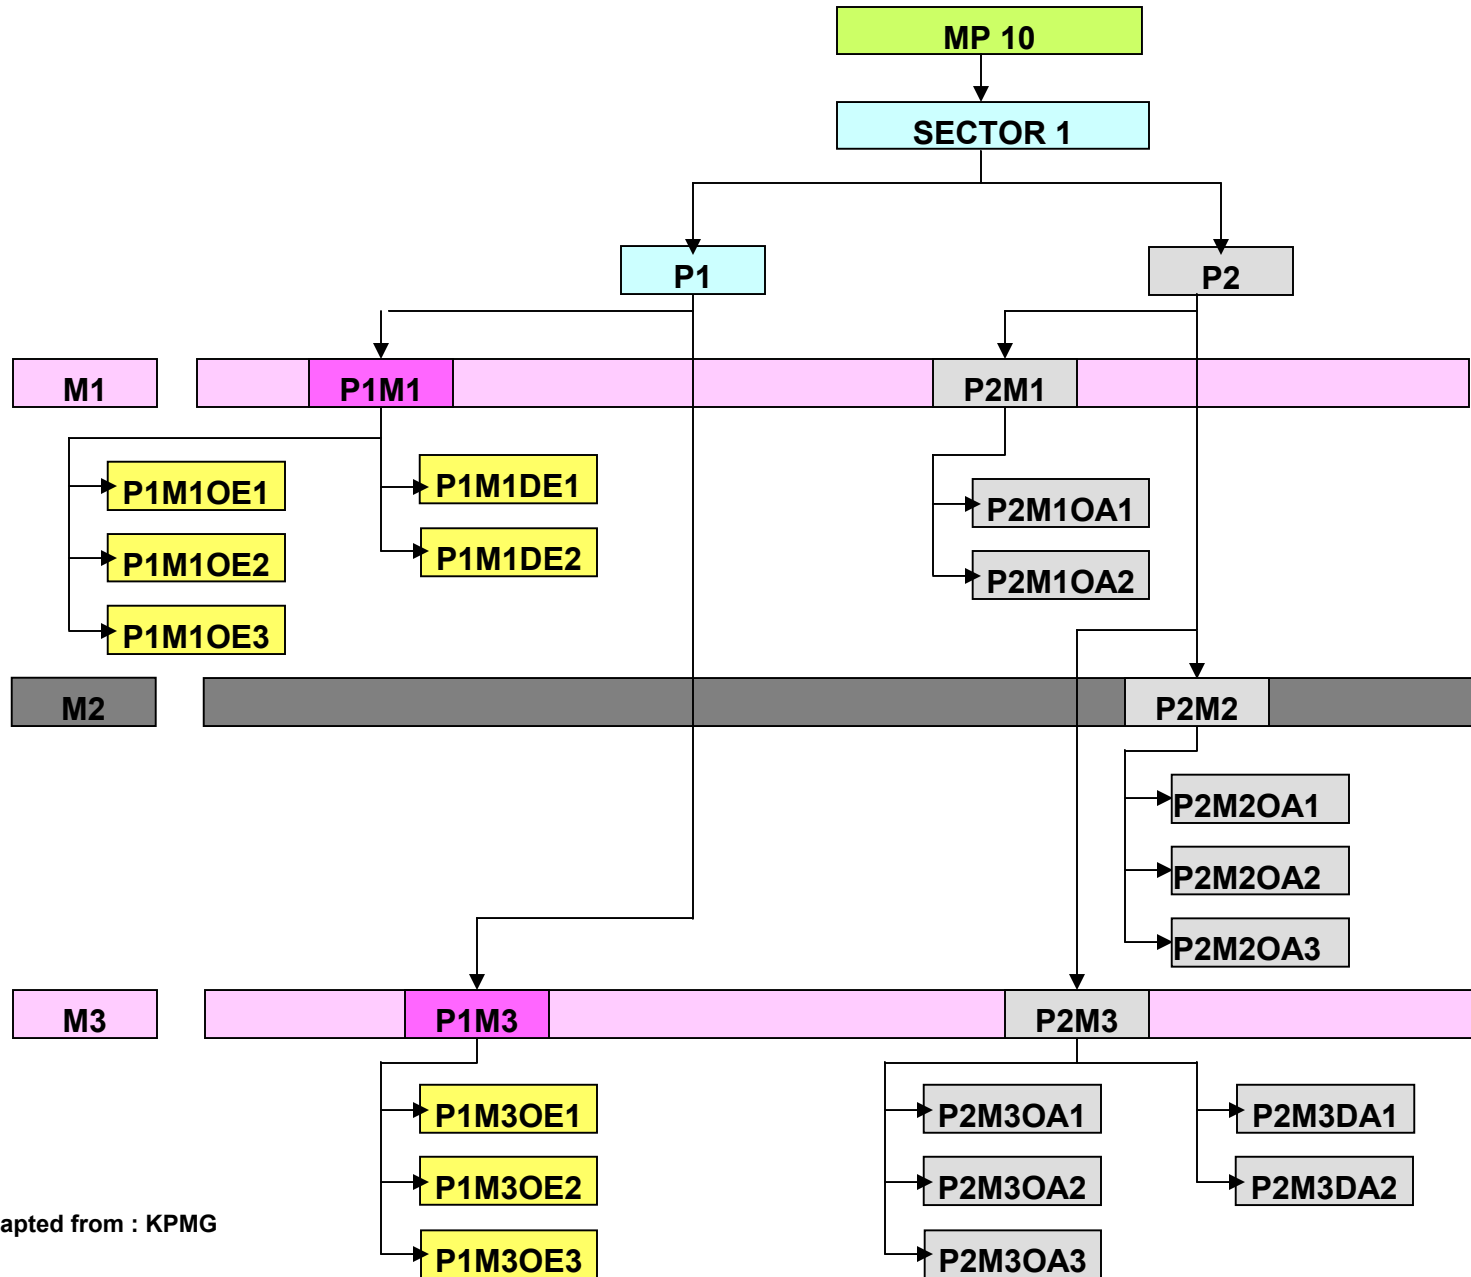 MP 10
SECTOR 1
P1 P2
M1 P1M1 P2M1
P1M1OE1 P1M1DE1 P2M1OA1
P1M1OE2 P1M1DE2 P2M1OA2
P1M1OE3
M2 P2M2
P2M2OA1
P2M2OA2
P2M2OA3
M3 P1M3 P2M3
P1M3OE1 P2M3OA1 P2M3DA1
P1M3OE2 P2M3OA2 P2M3DA2
apted from : KPMG
P1M3OE3 P2M3OA3